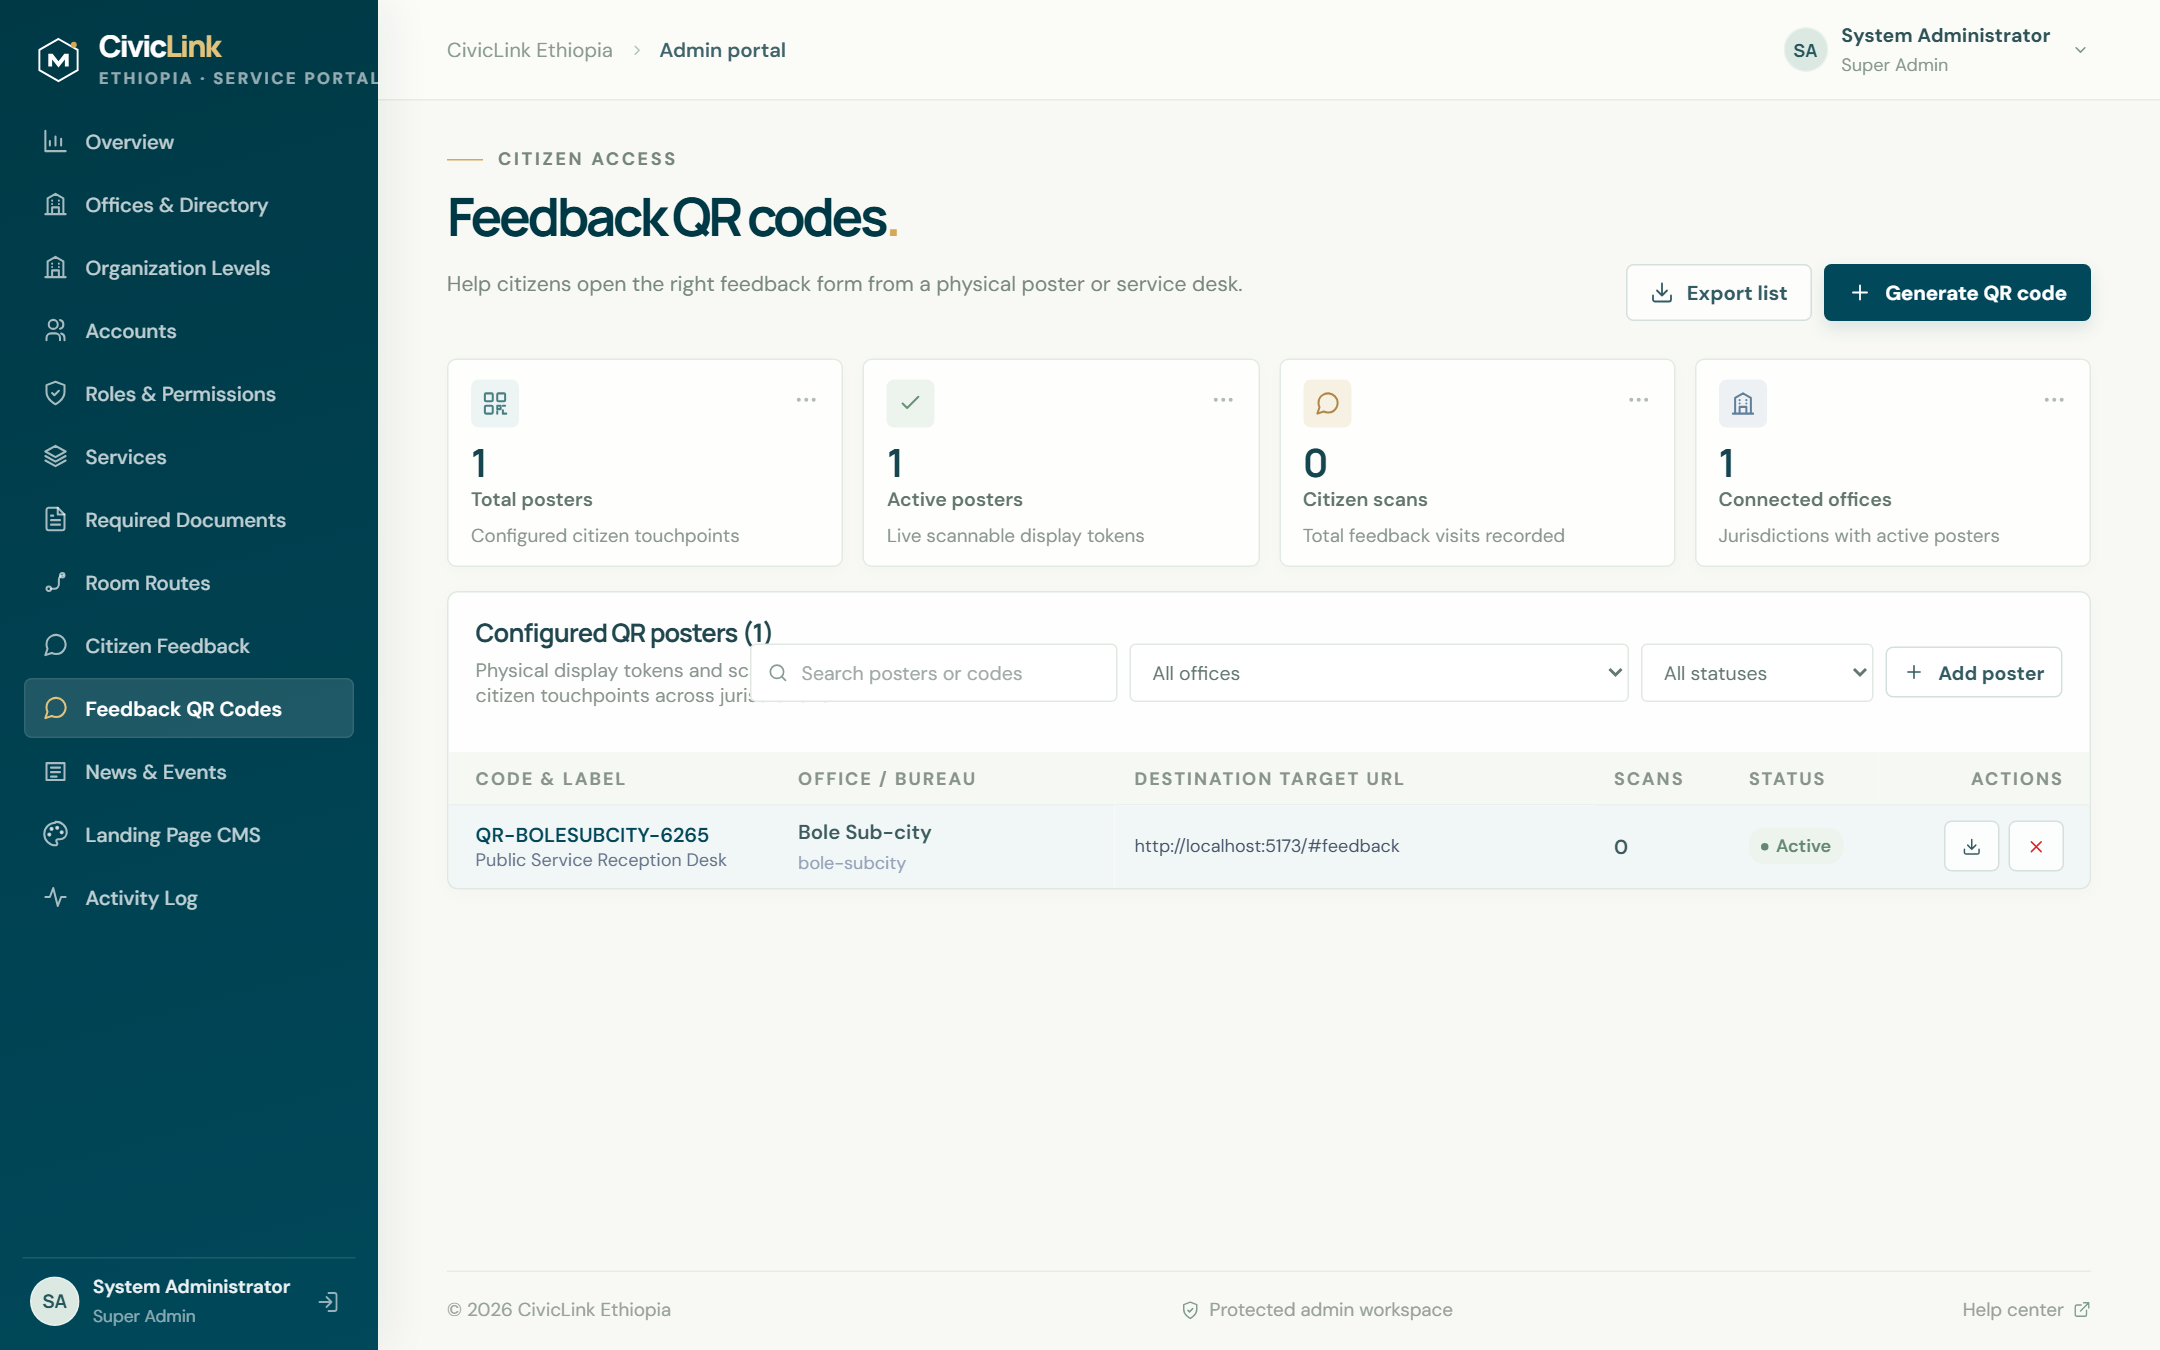 CivicLink
ETHIOPIA · SERVICE PORTAL
Overview
Offices & Directory
Organization Levels
Accounts
Roles & Permissions
Services
Required Documents
Room Routes
Citizen Feedback
Feedback QR Codes
News & Events
Landing Page CMS
Activity Log
SA
System Administrator
Super Admin
CivicLink Ethiopia
Admin portal
SA
System Administrator
Super Admin
CITIZEN ACCESS
Feedback QR codes.
Help citizens open the right feedback form from a physical poster or service desk.
Export list
Generate QR code
1
Total posters
Configured citizen touchpoints
1
Active posters
Live scannable display tokens
0
Citizen scans
Total feedback visits recorded
1
Connected offices
Jurisdictions with active posters
Configured QR posters (1)
Physical display tokens and sc
citizen touchpoints across juris
Search posters or codes
All offices
All statuses
Add poster
CODE & LABEL
OFFICE / BUREAU
DESTINATION TARGET URL
SCANS
STATUS
ACTIONS
QR-BOLESUBCITY-6265
Public Service Reception Desk
Bole Sub-city
bole-subcity
http://localhost:5173/#feedback
0
Active
© 2026 CivicLink Ethiopia
Protected admin workspace
Help center